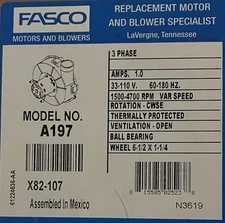 FASCO
MOTORS AND BLOWERS
REPLACEMENT MOTOR
AND BLOWER SPECIALIST
LaVergne, Tennessee
MODEL NO.
A197
X82-107
Assembled In Mexico
3 PHASE
AMPS. 1.0
33-110 V. 60-180 HZ.
1500-4700 RPM VAR SPEED
ROTATION - CWSE
THERMALLY PROTECTED
VENTILATION - OPEN
BALL BEARING
WHEEL 6-1/2 X 1-1/4
N3619